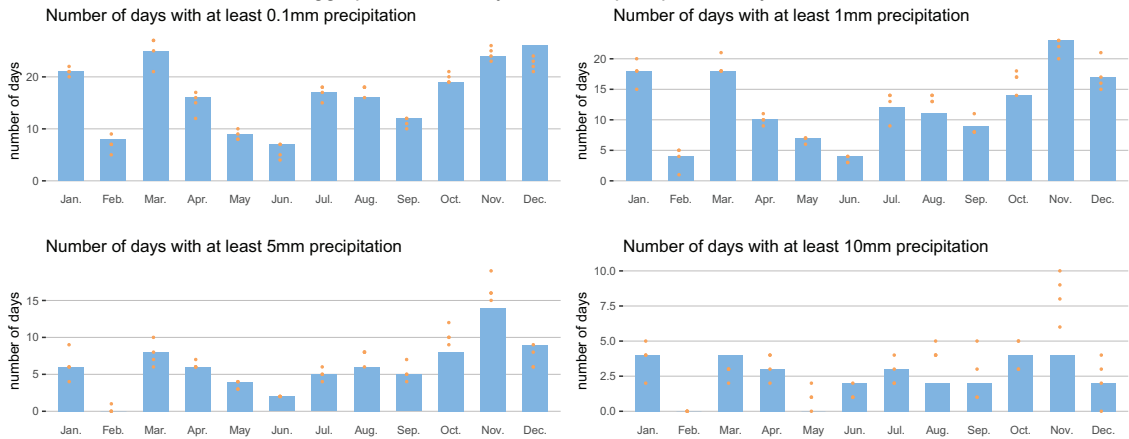 Number of days with at least 0.1mm precipitation
number of days
20
10
0
Jan. Feb. Mar. Apr. May Jun. Jul. Aug. Sep. Oct. Nov. Dec.
Number of days with at least 1mm precipitation
number of days
20
15
10
5
0
Jan. Feb. Mar. Apr. May Jun. Jul. Aug. Sep. Oct. Nov. Dec.
Number of days with at least 5mm precipitation
number of days
15
10
5
0
Jan. Feb. Mar. Apr. May Jun. Jul. Aug. Sep. Oct. Nov. Dec.
Number of days with at least 10mm precipitation
number of days
10.0
7.5
5.0
2.5
0.0
Jan. Feb. Mar. Apr. May Jun. Jul. Aug. Sep. Oct. Nov. Dec.